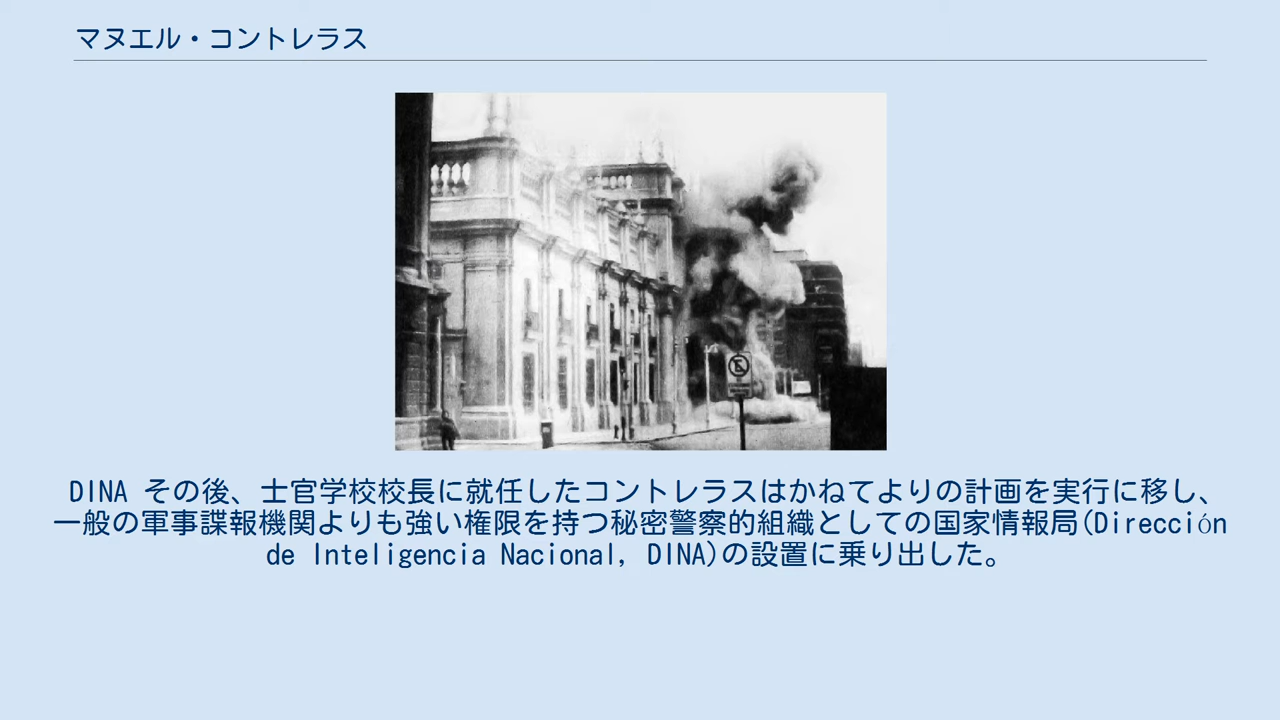 マヌエル・コントレラス
DINA その後、士官学校校長に就任したコントレラスはかねてよりの計画を実行に移し、
一般の軍事諜報機関よりも強い権限を持つ秘密警察的組織としての国家情報局(Dirección
de Inteligencia Nacional, DINA)の設置に乗り出した。